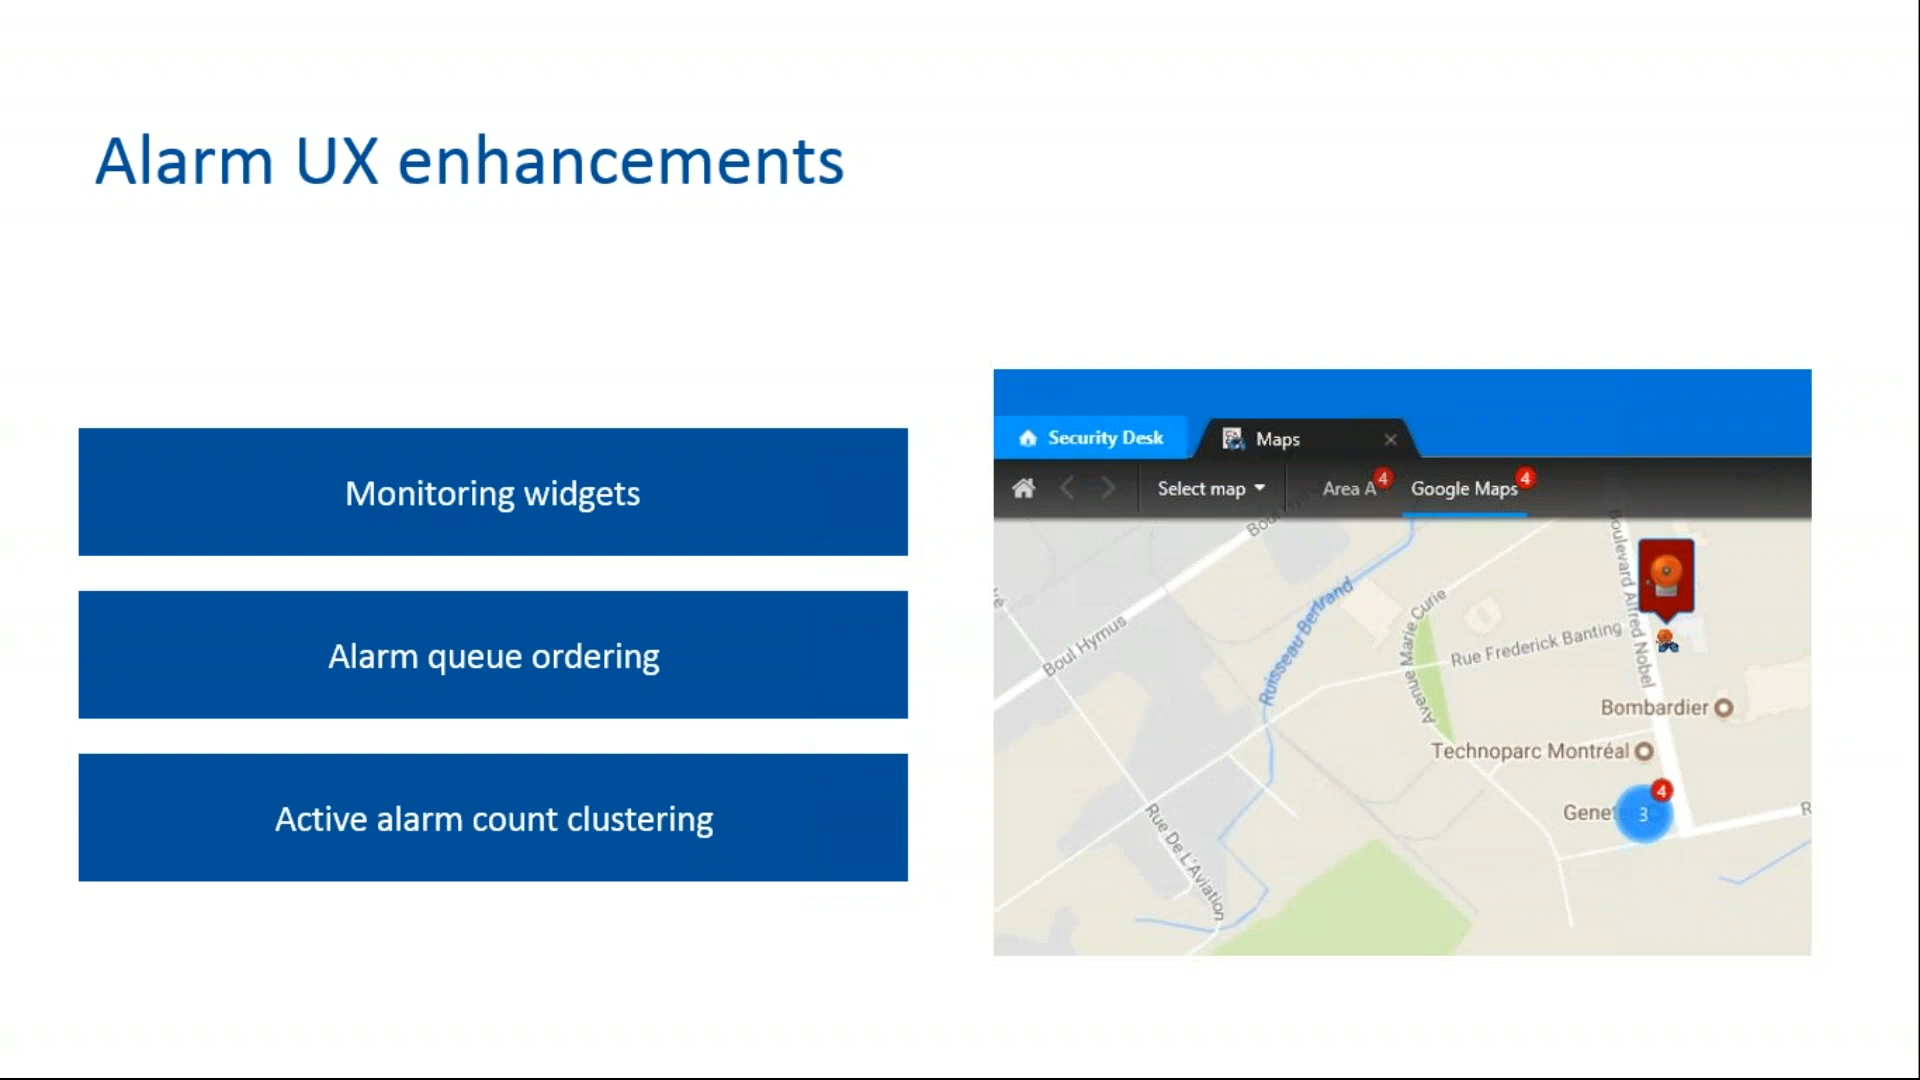 Alarm UX enhancements
Monitoring widgets
Alarm queue ordering
Active alarm count clustering
Security Desk
Maps
Select map
Area A
4
Google Maps
4
Boul Hymus
Boul Hymus
Ruisseau Bertrand
Avenue Marie Curie
Rue Frederick Banting
Boulevard Alfred Nobel
Bombardier
Technoparc Montréal
4
3
Rue De L'Aviation